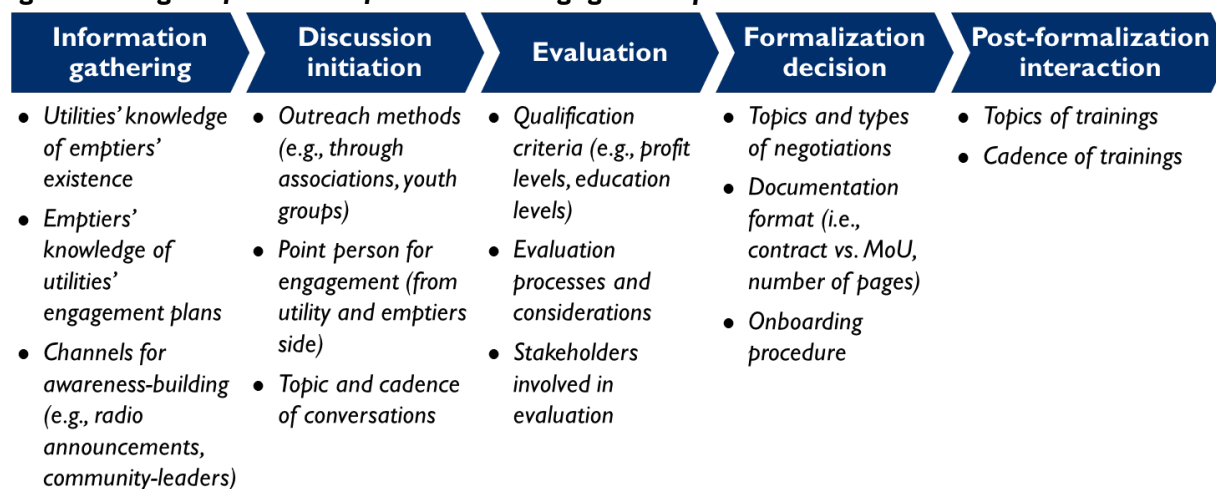 Information
gathering
Discussion
initiation
Evaluation
Formalization
decision
Post-formalization
interaction
• Utilities’ knowledge
of emptiers’
existence
• Emptiers’
knowledge of
utilities’
engagement plans
• Channels for
awareness-building
(e.g., radio
announcements,
community-leaders)
• Outreach methods
(e.g., through
associations, youth
groups)
• Point person for
engagement (from
utility and emptiers
side)
• Topic and cadence
of conversations
• Qualification
criteria (e.g., profit
levels, education
levels)
• Evaluation
processes and
considerations
• Stakeholders
involved in
evaluation
• Topics and types
of negotiations
• Documentation
format (i.e.,
contract vs. MoU,
number of pages)
• Onboarding
procedure
• Topics of trainings
• Cadence of trainings